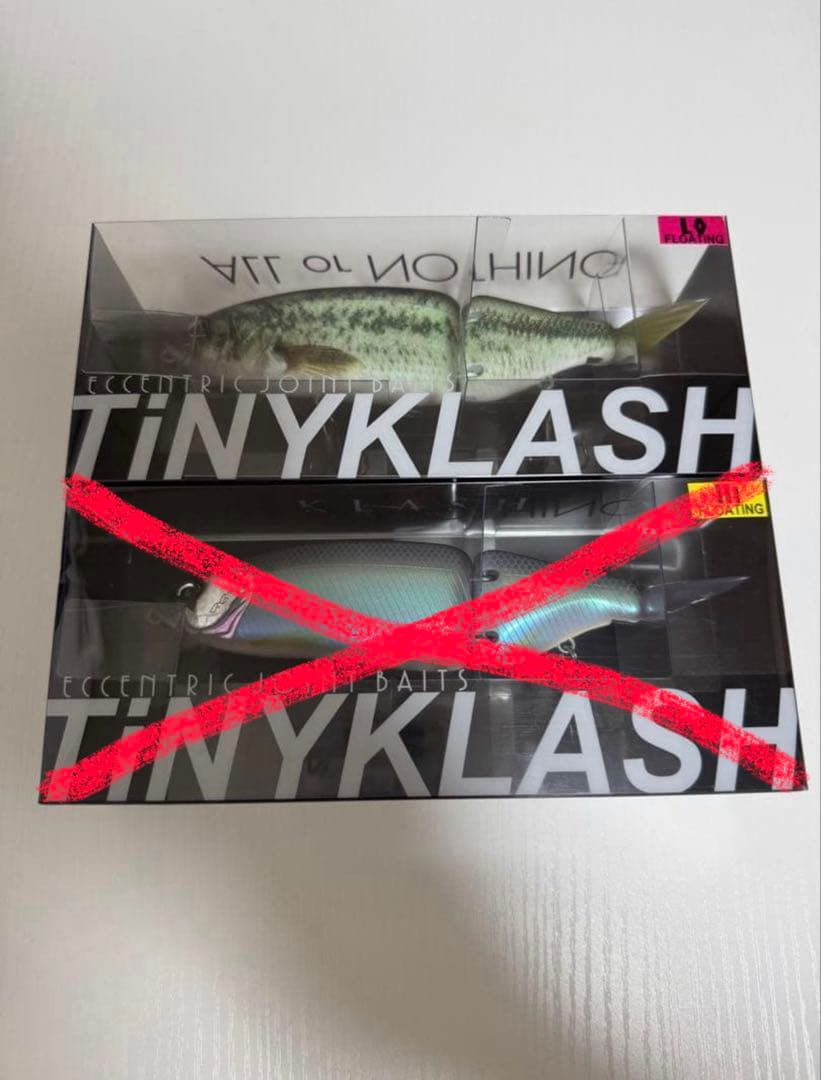 LO
FLOATING
ALL or NOTHING
ECCENTRIC JOINT BAITS
TiNYKLASH
FLOATING
ECCENTRIC JOINT BAITS
TiNYKLASH